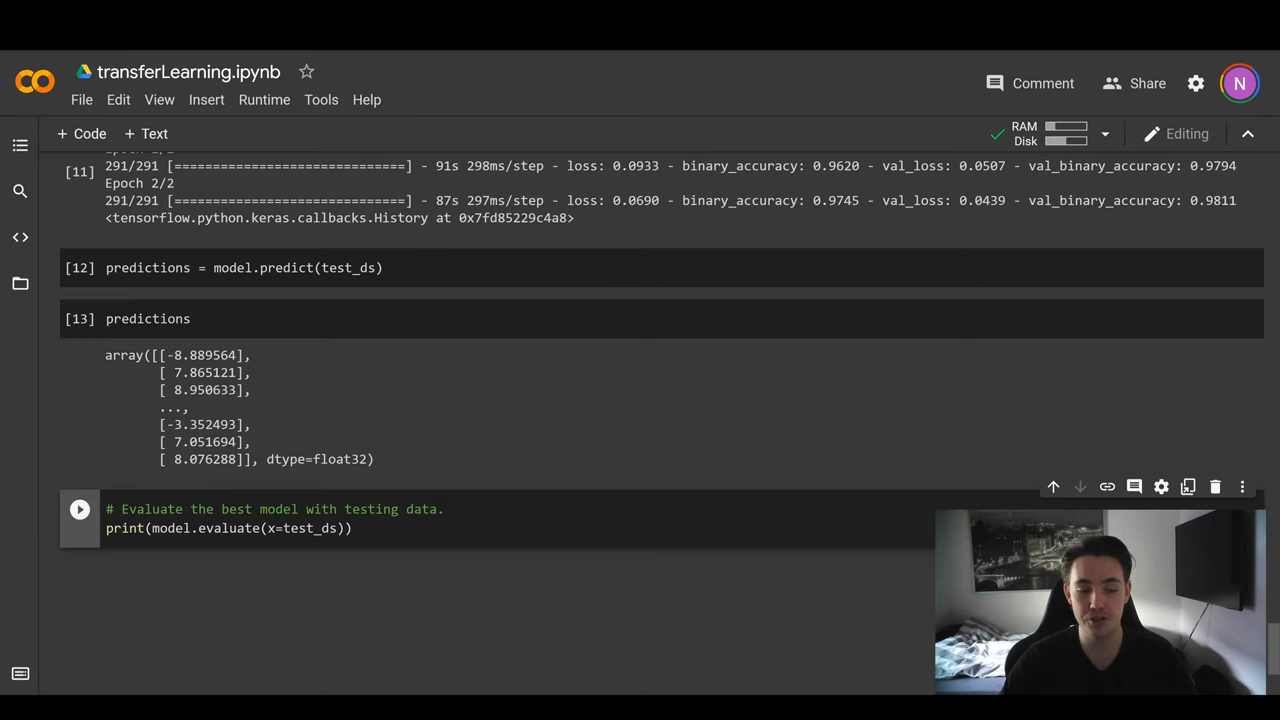 transferLearning.ipynb
File Edit View Insert Runtime Tools Help
Comment Share N
+ Code + Text
RAM
Disk
Editing
[11]
291/291 [==============================] - 91s 298ms/step - loss: 0.0933 - binary_accuracy: 0.9620 - val_loss: 0.0507 - val_binary_accuracy: 0.9794
Epoch 2/2
291/291 [==============================] - 87s 297ms/step - loss: 0.0690 - binary_accuracy: 0.9745 - val_loss: 0.0439 - val_binary_accuracy: 0.9811
<tensorflow.python.keras.callbacks.History at 0x7fd85229c4a8>
[12] predictions = model.predict(test_ds)
[13] predictions
array([[-8.889564],
[ 7.865121],
[ 8.950633],
...,
[-3.352493],
[ 7.051694],
[ 8.076288]], dtype=float32)
# Evaluate the best model with testing data.
print(model.evaluate(x=test_ds))